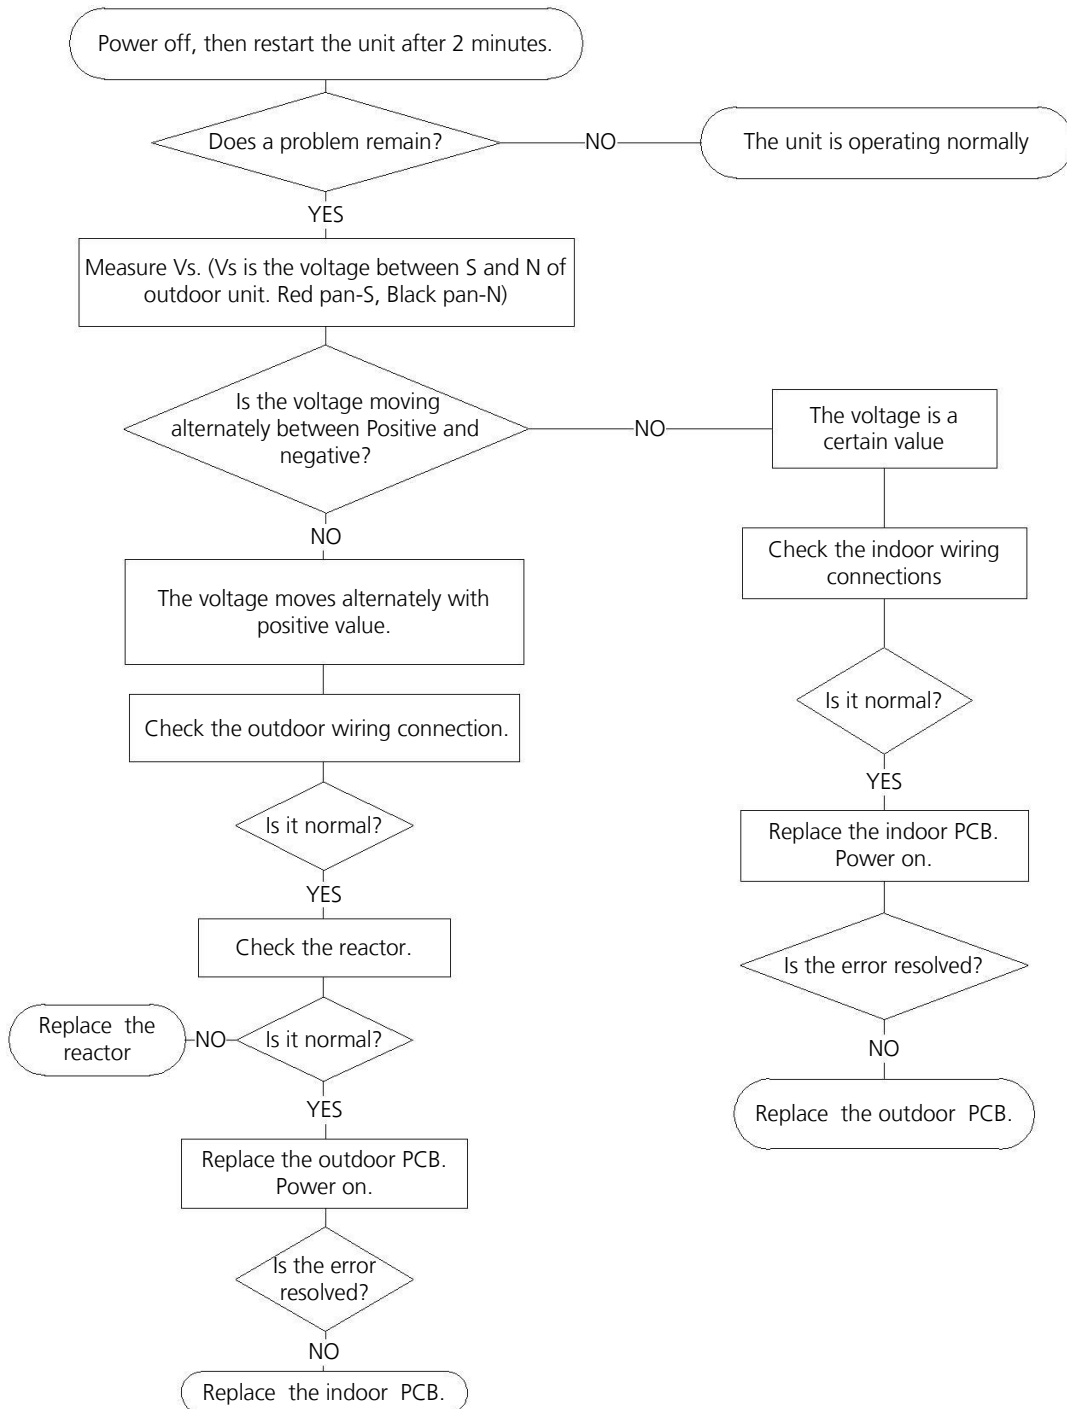 Power off, then restart the unit after 2 minutes.
Does a problem remain?
NO
The unit is operating normally
YES
Measure Vs. (Vs is the voltage between S and N of
outdoor unit. Red pan-S, Black pan-N)
Is the voltage moving
alternately between Positive and
negative?
NO
The voltage is a
certain value
NO
The voltage moves alternately with
positive value.
Check the outdoor wiring connection.
Is it normal?
YES
Check the reactor.
Is it normal?
NO
Replace the
reactor
YES
Replace the outdoor PCB.
Power on.
Is the error
resolved?
NO
Replace the indoor PCB.
Check the indoor wiring
connections
Is it normal?
YES
Replace the indoor PCB.
Power on.
Is the error resolved?
NO
Replace the outdoor PCB.